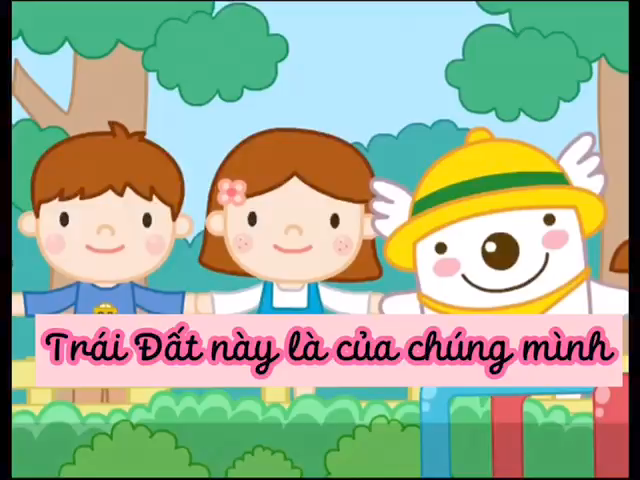 Trái Đất này là của chúng mình